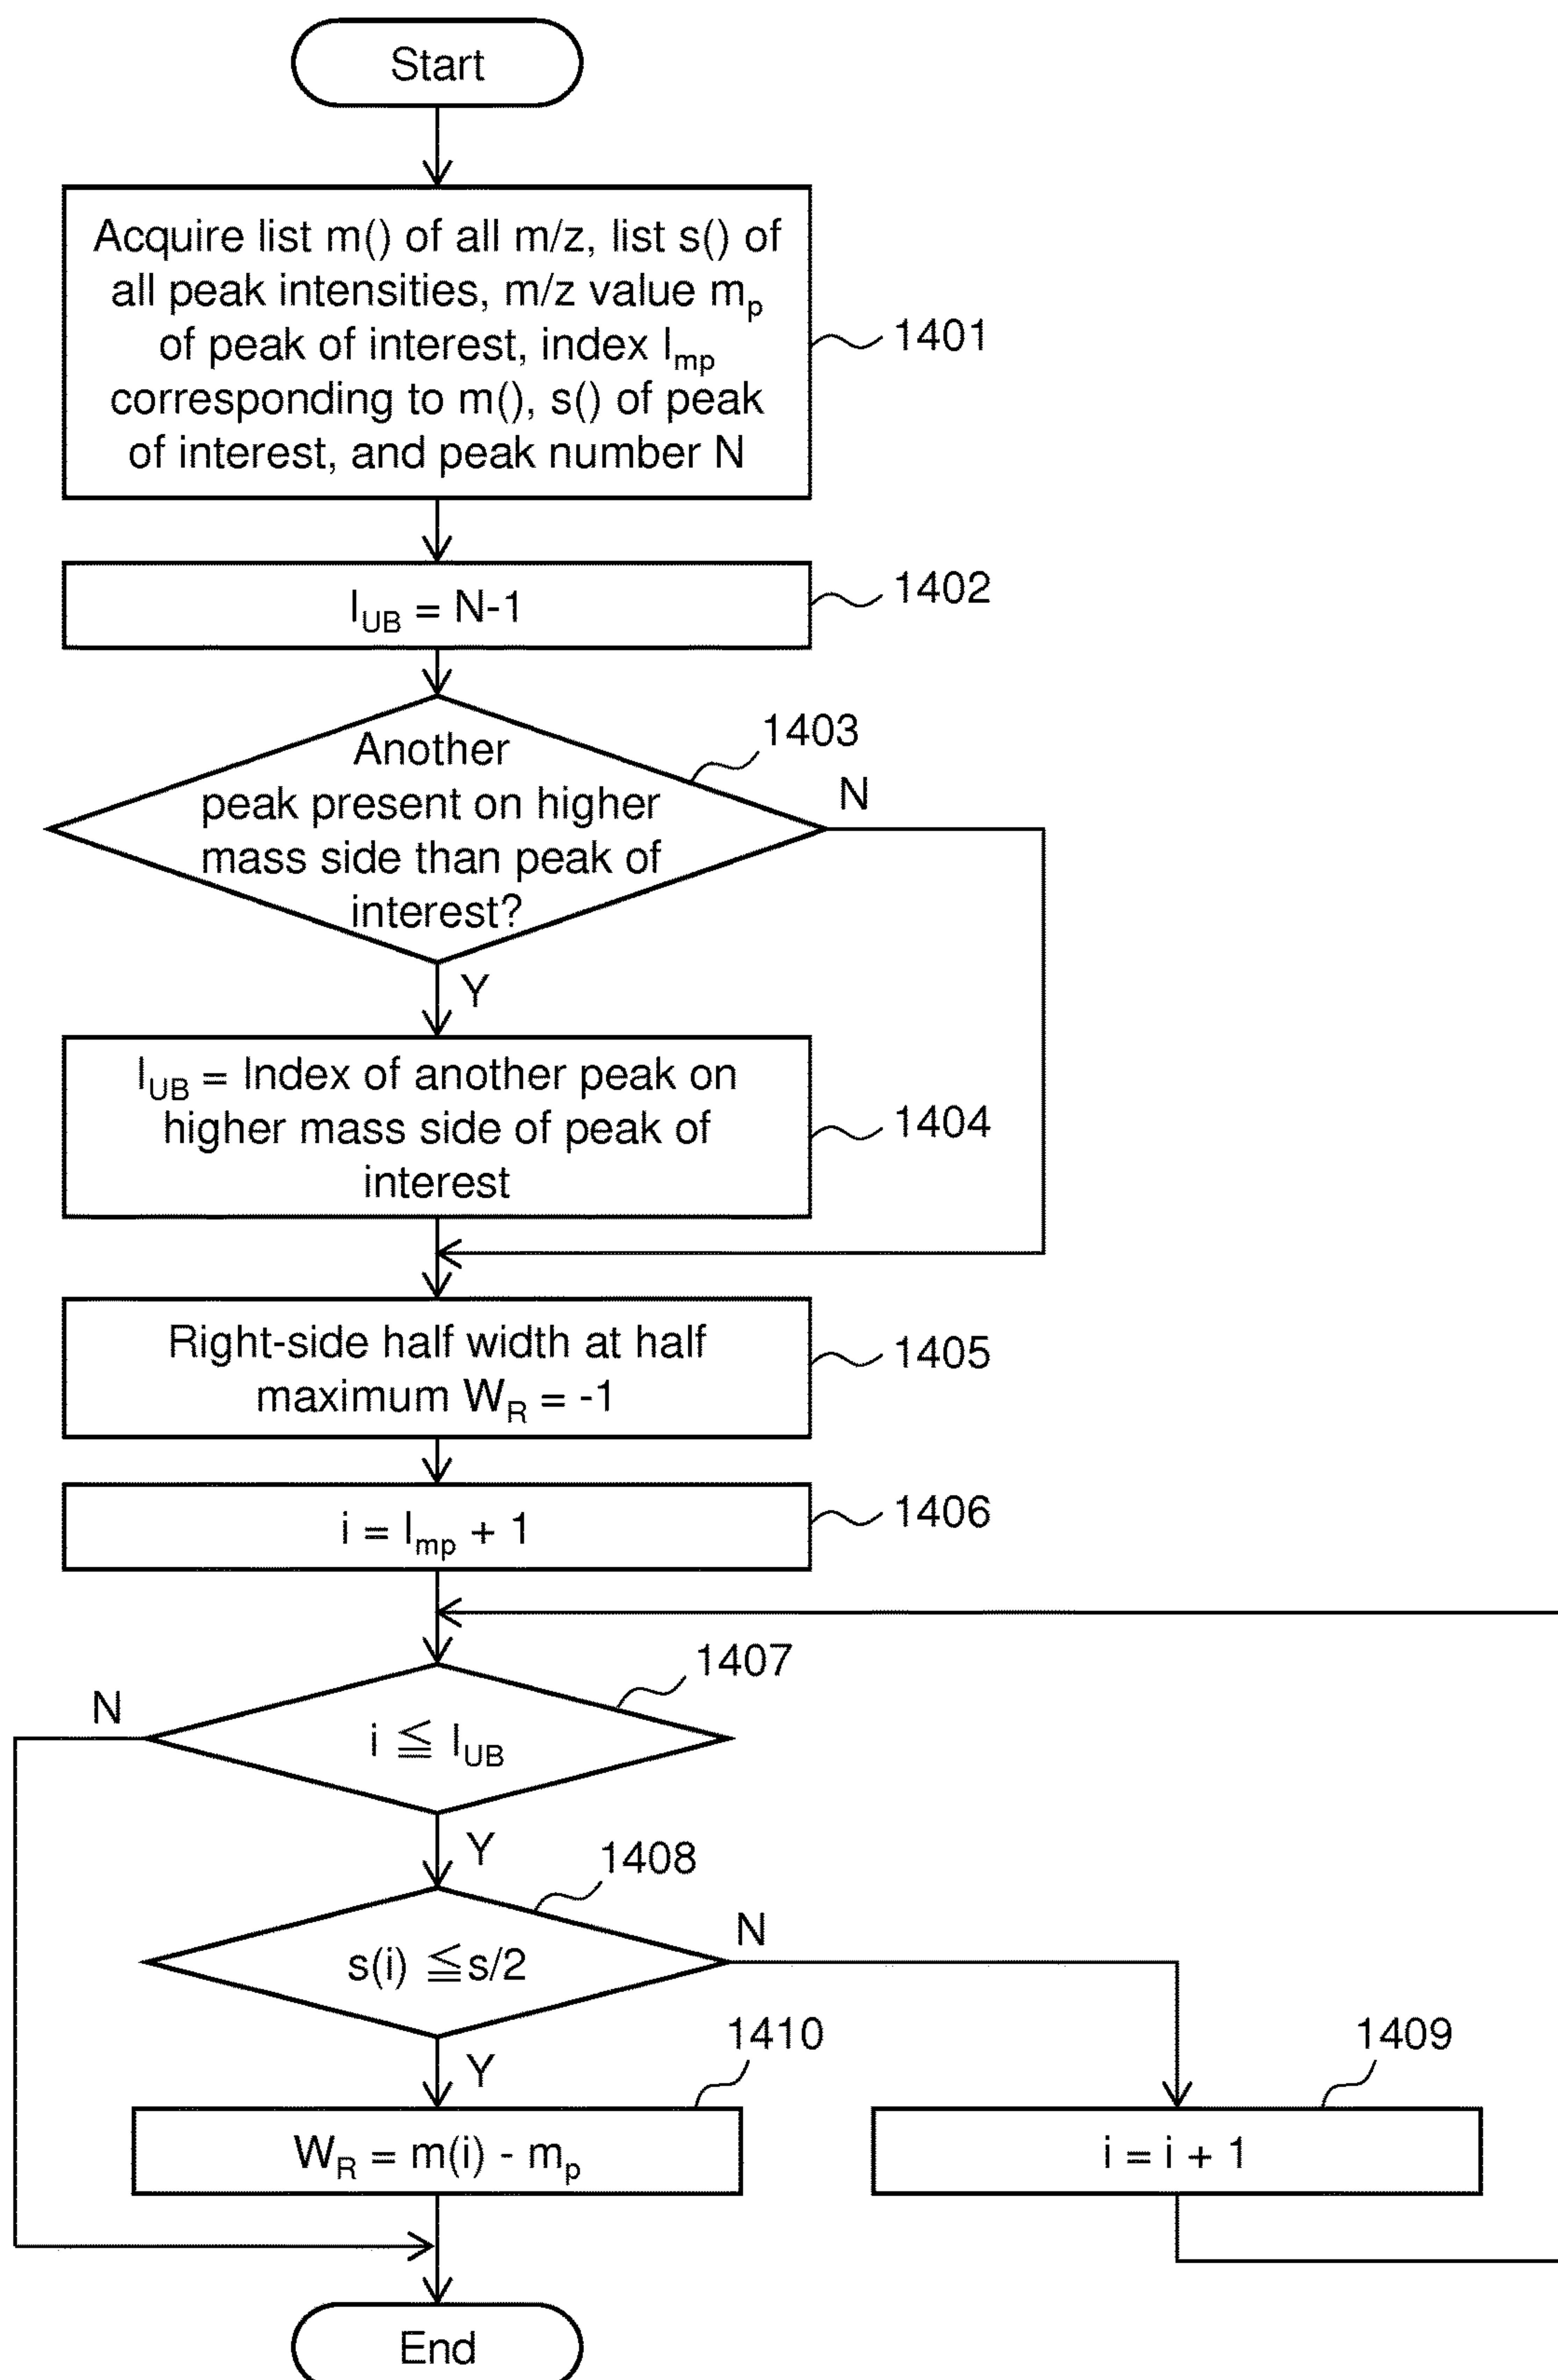 Start
Acquire list m() of all m/z, list s() of
all peak intensities, m/z value mp
of peak of interest, index Imp
corresponding to m(), s() of peak
of interest, and peak number N
1401
IUB = N-1
1402
1403
Another
peak present on higher
mass side than peak of
interest?
N
Y
IUB = Index of another peak on
higher mass side of peak of
interest
1404
Right-side half width at half
maximum WR = -1
1405
i = Imp + 1
1406
1407
N
i ≦ IUB
Y
1408
s(i) ≦s/2
N
Y
1410
WR = m(i) - mp
1409
i = i + 1
End